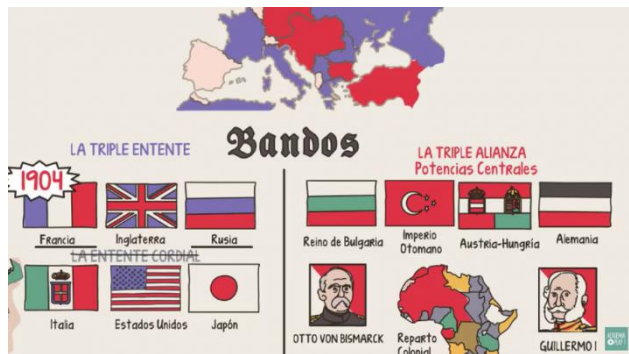 Bandos
LA TRIPLE ENTENTE
1904
Francia
Inglaterra
Rusia
LA ENTENTE CORDIAL
Italia
Estados Unidos
Japón
LA TRIPLE ALIANZA
Potencias Centrales
Reino de Bulgaria
Imperio
Otomano
Austria-Hungría
Alemania
OTTO VON BISMARCK
Reparto
Colonial
GUILLERMO I